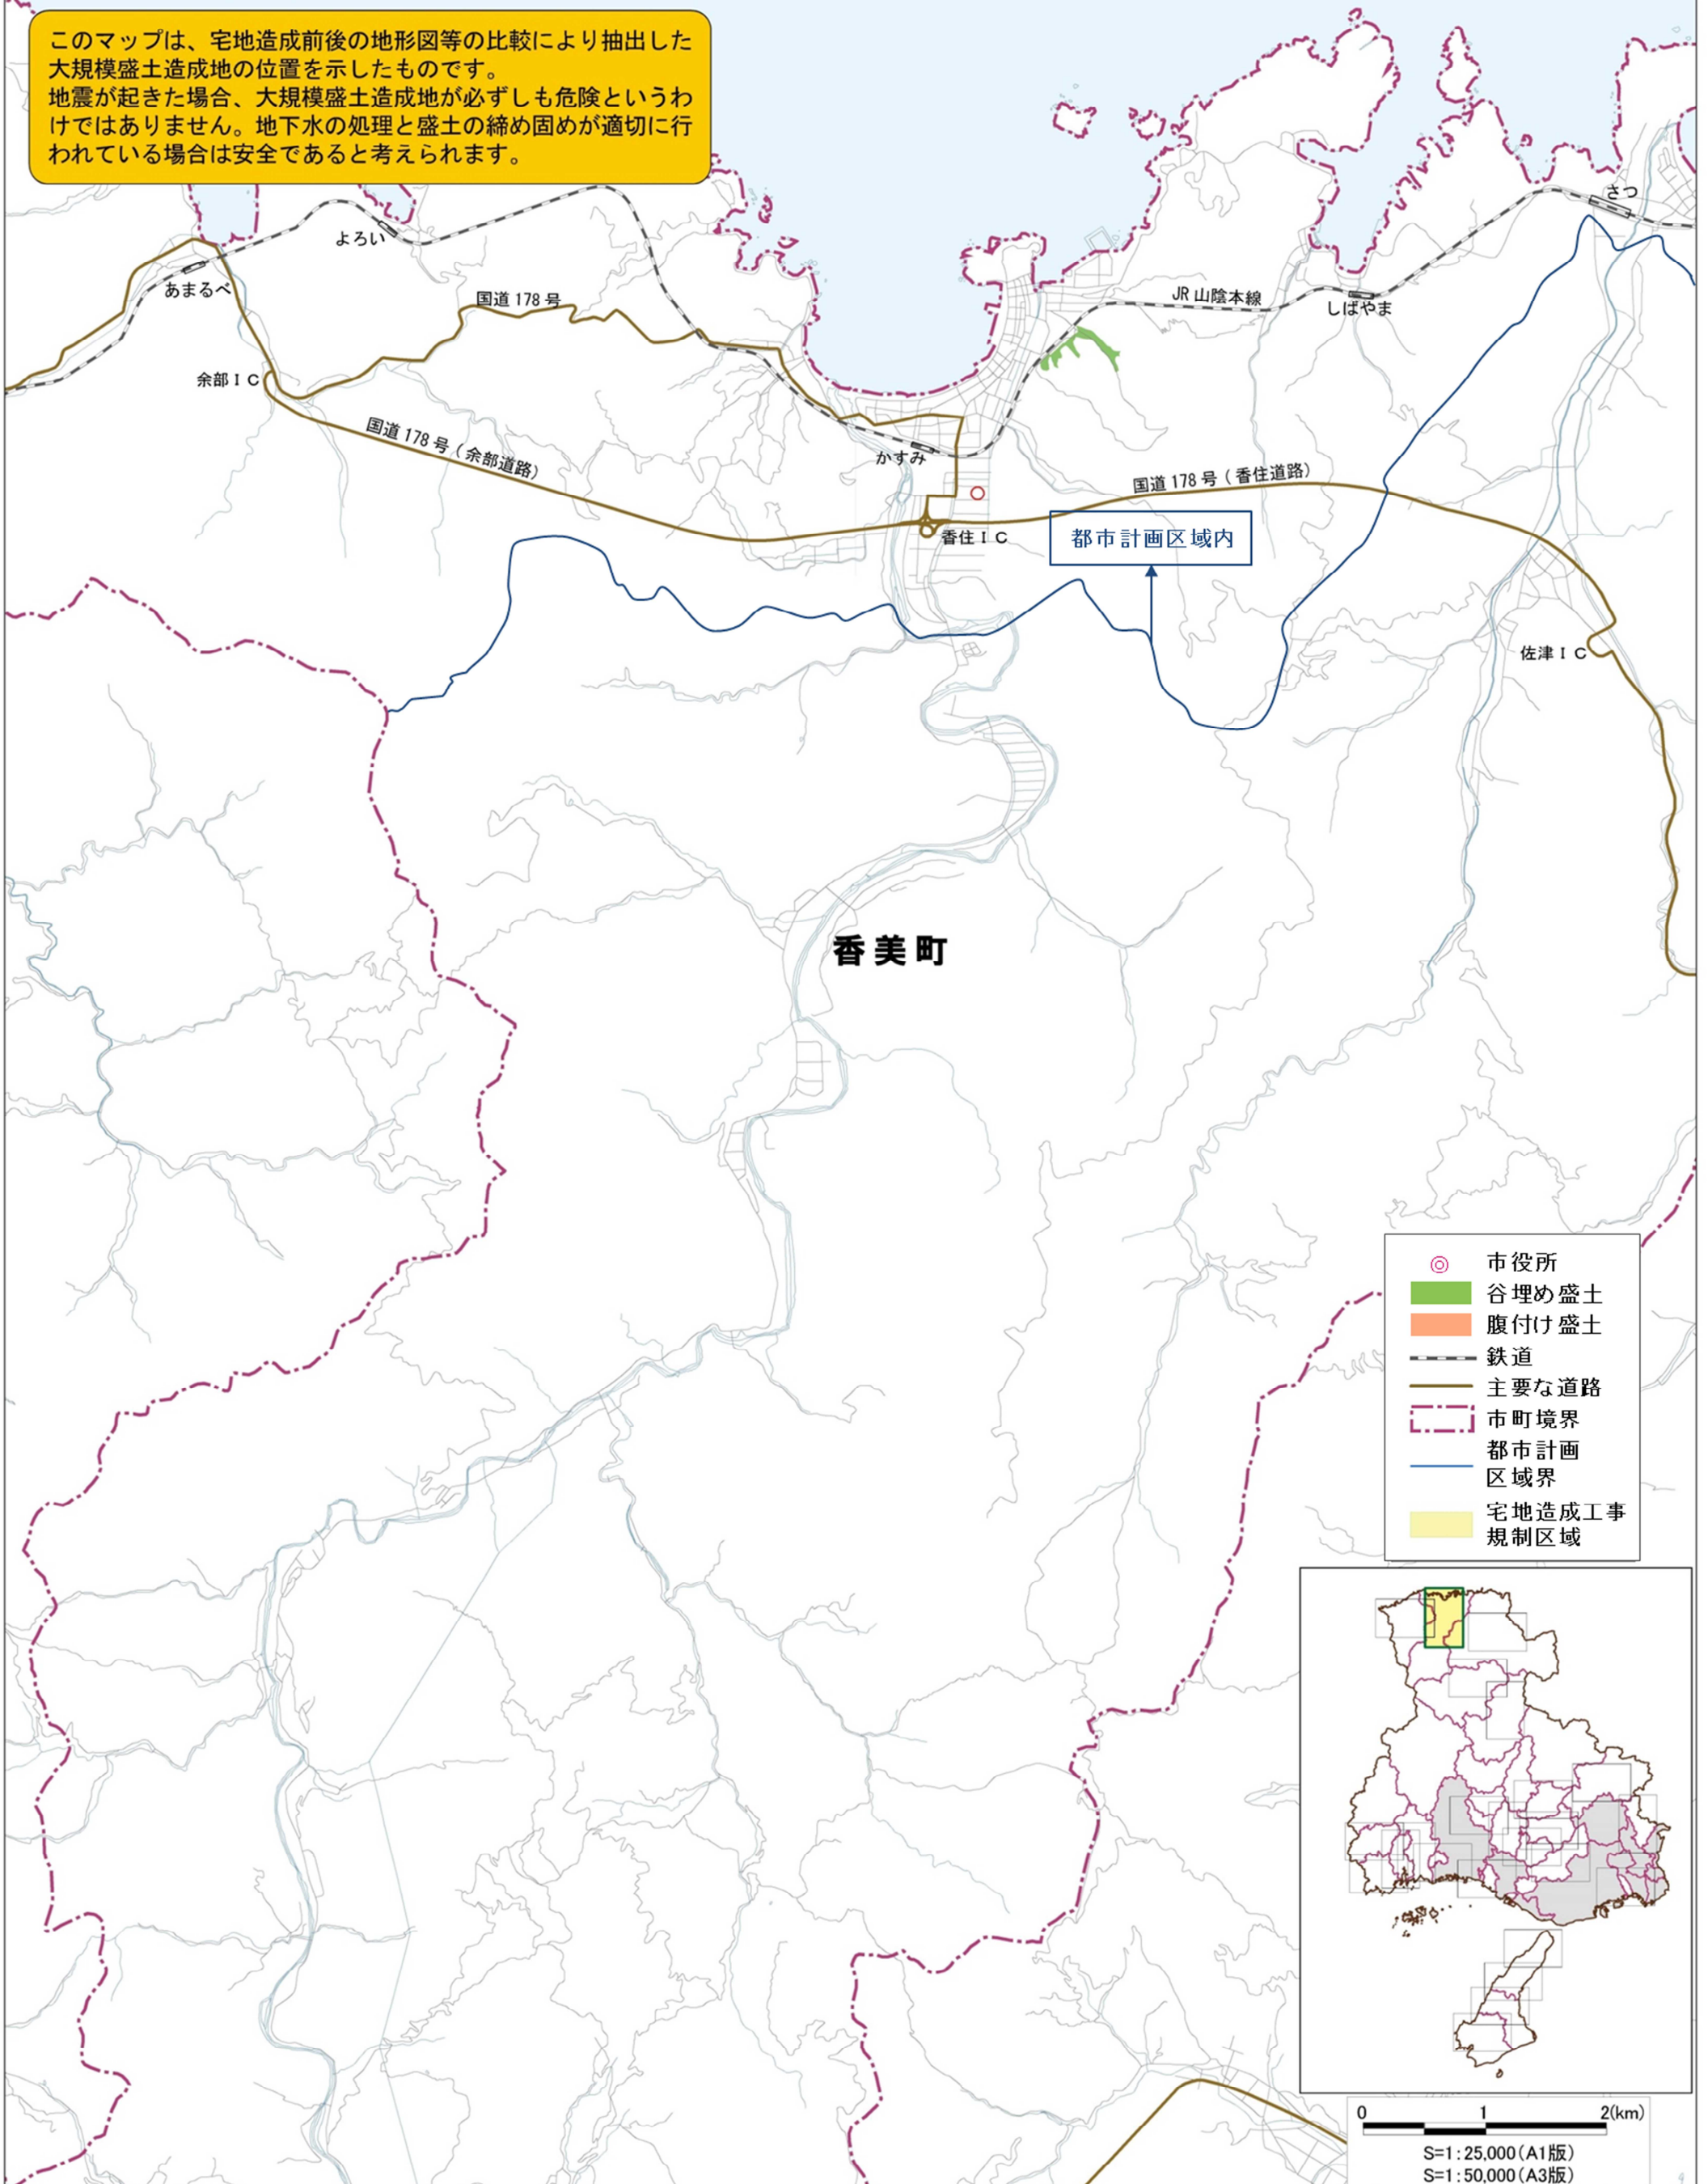 このマップは、宅地造成前後の地形図等の比較により抽出した
大規模盛土造成地の位置を示したものです。
地震が起きた場合、大規模盛土造成地が必ずしも危険というわ
けではありません。地下水の処理と盛土の締め固めが適切に行
われている場合は安全であると考えられます。
さつ
よろい
あまるべ
国道178号
JR山陰本線
しばやま
余部IC
国道178号(余部道路)
かすみ
国道178号(香住道路)
香住IC
都市計画区域内
佐津IC
香美町
市役所
谷埋め盛土
腹付け盛土
鉄道
主要な道路
市町境界
都市計画
区域界
宅地造成工事
規制区域
0 1 2(km)
S=1:25,000(A1版)
S=1:50,000(A3版)